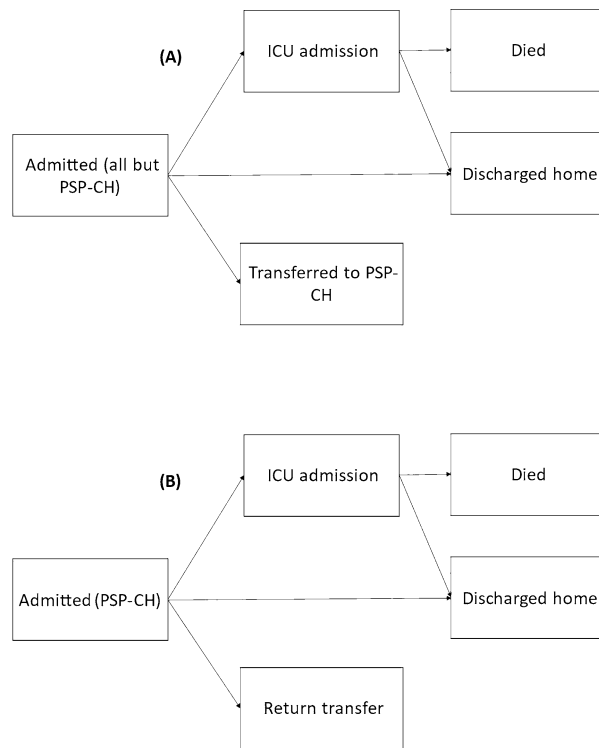 (A)
ICU admission
Died
Admitted (all but
PSP-CH)
Discharged home
Transferred to PSP-
CH
(B)
ICU admission
Died
Admitted (PSP-CH)
Discharged home
Return transfer